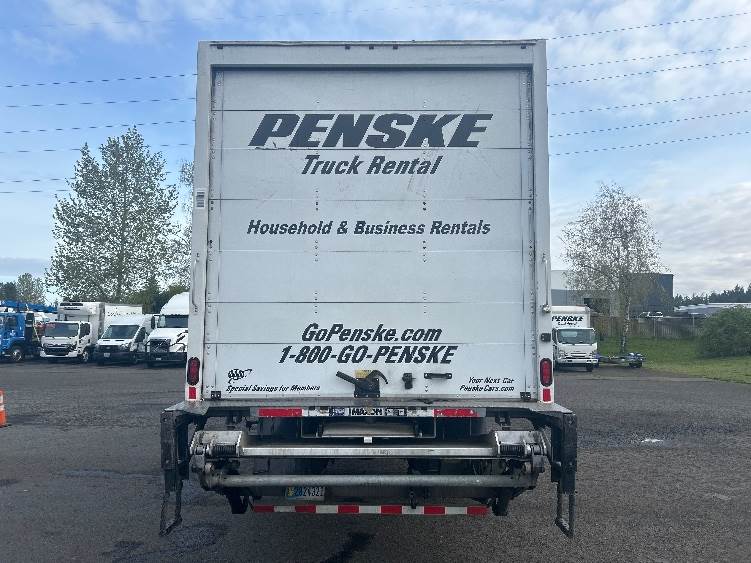 PENSKE
Truck Rental
Household & Business Rentals
GoPenske.com
1-800-GO-PENSKE
AAA
Special Savings for Members
Your Next Car
PenskeCars.com
MAXON
PENSKE